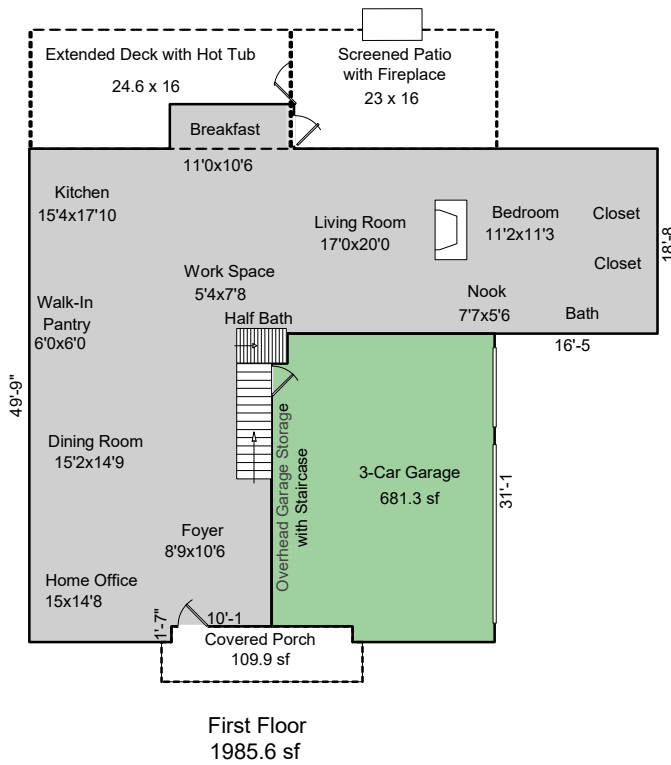 Extended Deck with Hot Tub
24.6 x 16
Screened Patio
with Fireplace
23 x 16
Breakfast
11'0x10'6
Kitchen
15'4x17'10
Living Room
17'0x20'0
Bedroom
11'2x11'3
Closet
Closet
18'-8
Work Space
5'4x7'8
Nook
7'7x5'6
Bath
16'-5
Walk-In
Pantry
6'0x6'0
Half Bath
49'-9"
Dining Room
15'2x14'9
Overhead Garage Storage
with Staircase
3-Car Garage
681.3 sf
31'-1
Foyer
8'9x10'6
Home Office
15x14'8
1'-7"
10'-1
Covered Porch
109.9 sf
First Floor
1985.6 sf